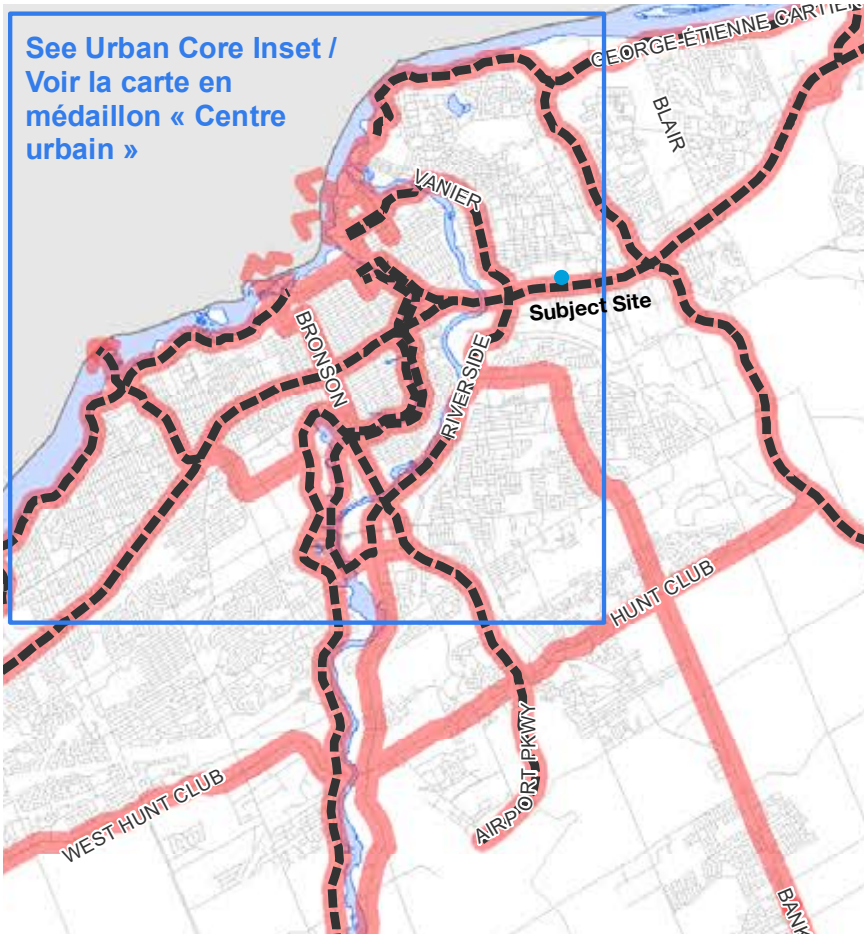 See Urban Core Inset /
Voir la carte en
médaillon « Centre
urbain »
GEORGE-ÉTIENNE CARTIER
BLAIR
VANIER
Subject Site
BRONSON
RIVERSIDE
HUNT CLUB
AIRPORT PKWY
WEST HUNT CLUB
BANK